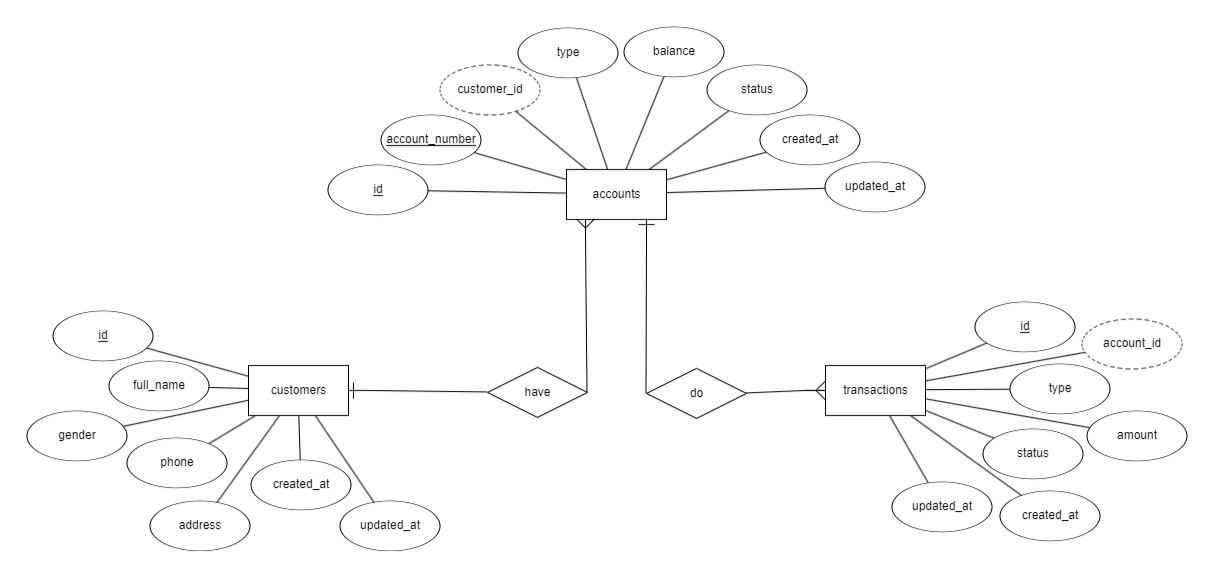 type
balance
customer_id
status
account_number
created_at
id
updated_at
accounts
id
full_name
gender
phone
address
created_at
updated_at
customers
have
do
transactions
id
account_id
type
amount
status
updated_at
created_at